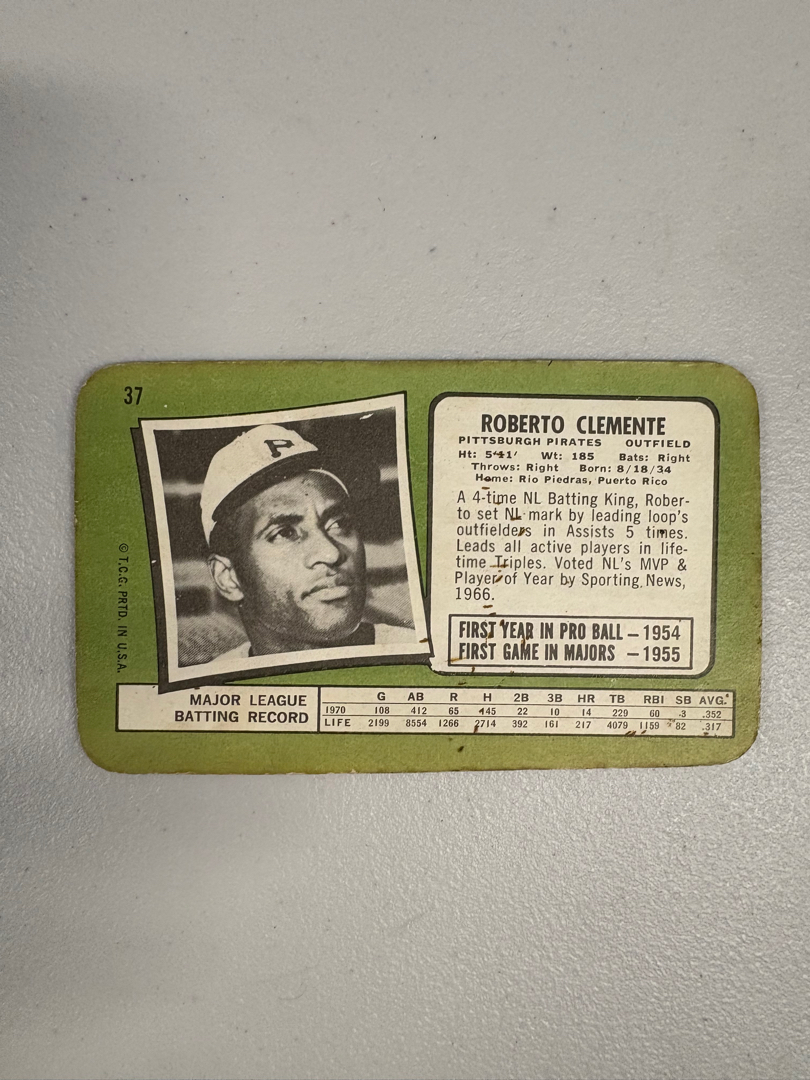 37
ROBERTO CLEMENTE
PITTSBURGH PIRATES OUTFIELD
Ht: 5'11' Wt: 185 Bats: Right
Throws: Right Born: 8/18/34
Home: Rio Piedras, Puerto Rico
A 4-time NL Batting King, Rober-
to set NL mark by leading loop's
outfielders in Assists 5 times.
Leads all active players in life-
time Triples. Voted NL's MVP &
Player of Year by Sporting News,
1966.
FIRST YEAR IN PRO BALL – 1954
FIRST GAME IN MAJORS – 1955
© T.C.G. PRTD. IN U.S.A.
MAJOR LEAGUE
BATTING RECORD
G AB R H 2B 3B HR TB RBI SB AVG.
1970 108 412 65 145 22 10 14 229 60 3 .352
LIFE 2199 8554 1266 2714 392 161 217 4079 1159 82 .317
P